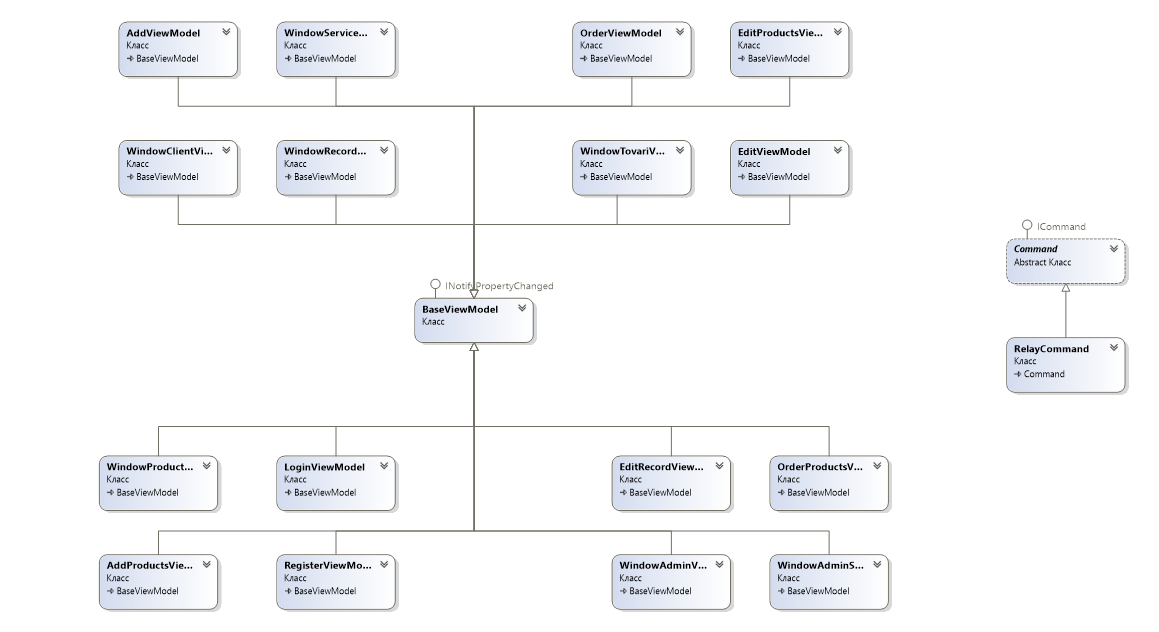 AddViewModel
Класс
BaseViewModel
WindowService...
Класс
BaseViewModel
OrderViewModel
Класс
BaseViewModel
EditProductsVie...
Класс
BaseViewModel
WindowClientVi...
Класс
BaseViewModel
WindowRecord...
Класс
BaseViewModel
WindowTovariV...
Класс
BaseViewModel
EditViewModel
Класс
BaseViewModel
ICommand
Command
Abstract Класс
INotifyPropertyChanged
BaseViewModel
Класс
RelayCommand
Класс
Command
WindowProduct...
Класс
BaseViewModel
LoginViewModel
Класс
BaseViewModel
EditRecordView...
Класс
BaseViewModel
OrderProductsV...
Класс
BaseViewModel
AddProductsVie...
Класс
BaseViewModel
RegisterViewMo...
Класс
BaseViewModel
WindowAdminV...
Класс
BaseViewModel
WindowAdminS...
Класс
BaseViewModel